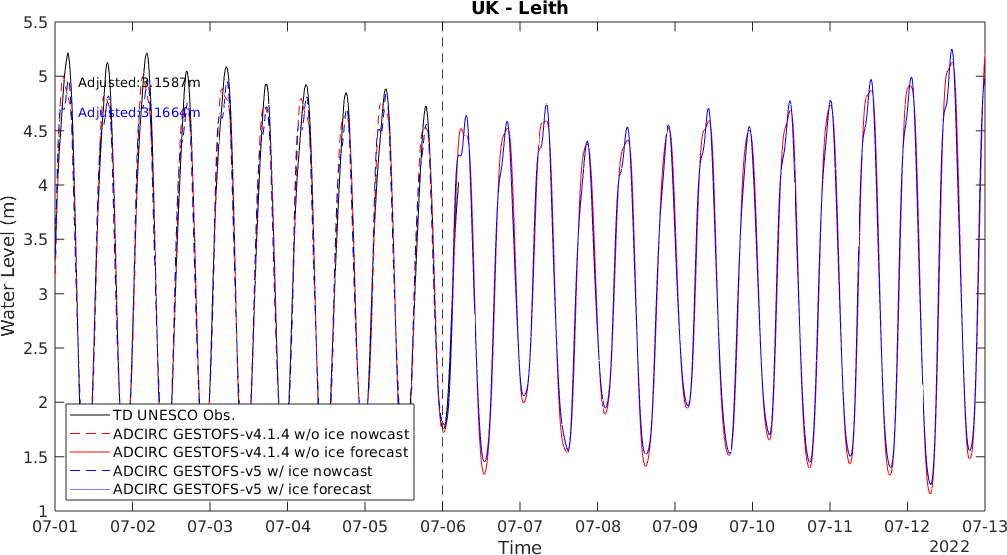 UK - Leith
5.5
5
4.5
4
3.5
3
2.5
2
1.5
1
Water Level (m)
Adjusted:3.1587m
Adjusted:3.1664m
TD UNESCO Obs.
ADCIRC GESTOFS-v4.1.4 w/o ice nowcast
ADCIRC GESTOFS-v4.1.4 w/o ice forecast
ADCIRC GESTOFS-v5 w/ ice nowcast
ADCIRC GESTOFS-v5 w/ ice forecast
07-01 07-02 07-03 07-04 07-05 07-06 07-07 07-08 07-09 07-10 07-11 07-12 07-13
Time
2022